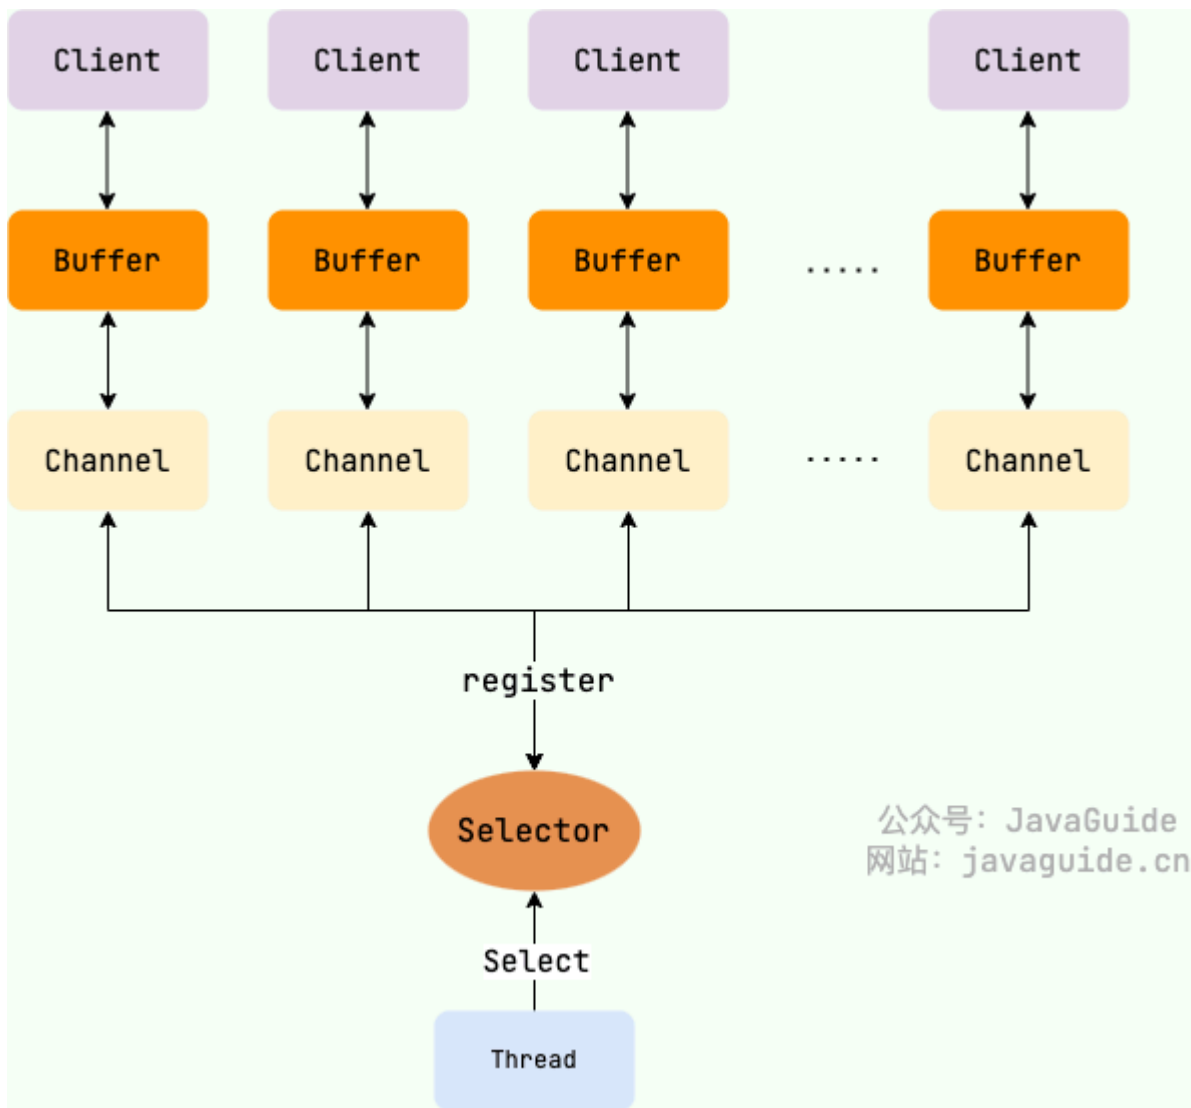 Client Client Client Client
Buffer Buffer Buffer ..... Buffer
Channel Channel Channel ..... Channel
register
Selector
公众号：JavaGuide
网站：javaguide.cn
Select
Thread